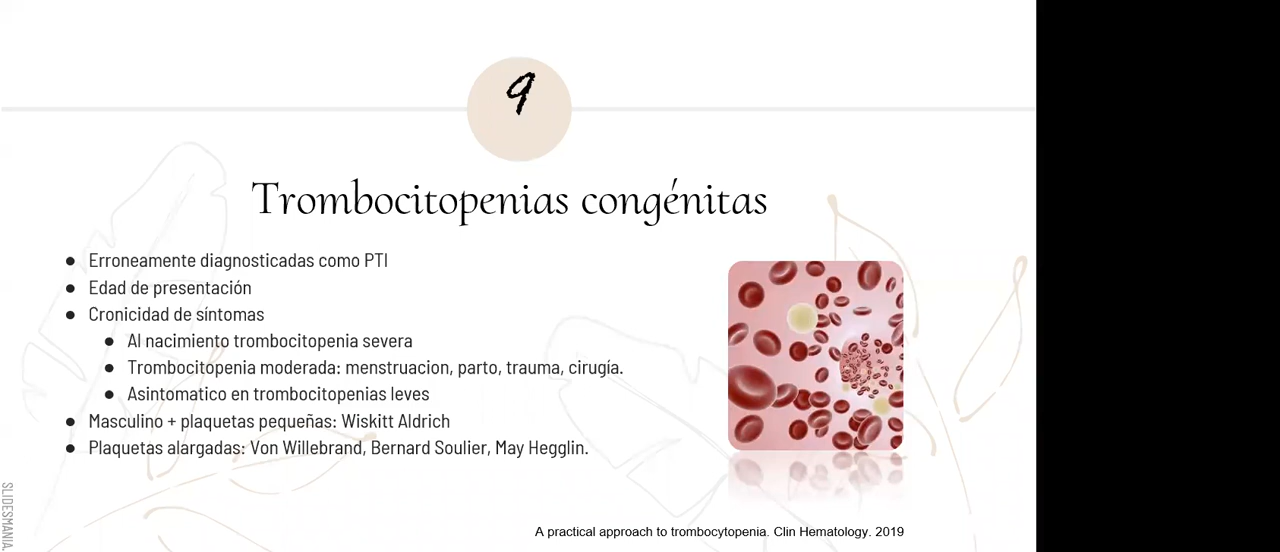 9
Trombocitopenias congénitas
Erroneamente diagnosticadas como PTI
Edad de presentación
Cronicidad de síntomas
Al nacimiento trombocitopenia severa
Trombocitopenia moderada: menstruacion, parto, trauma, cirugía.
Asintomatico en trombocitopenias leves
Masculino + plaquetas pequeñas: Wiskitt Aldrich
Plaquetas alargadas: Von Willebrand, Bernard Soulier, May Hegglin.
A practical approach to trombocytopenia. Clin Hematology. 2019
SLIDESMANIA.